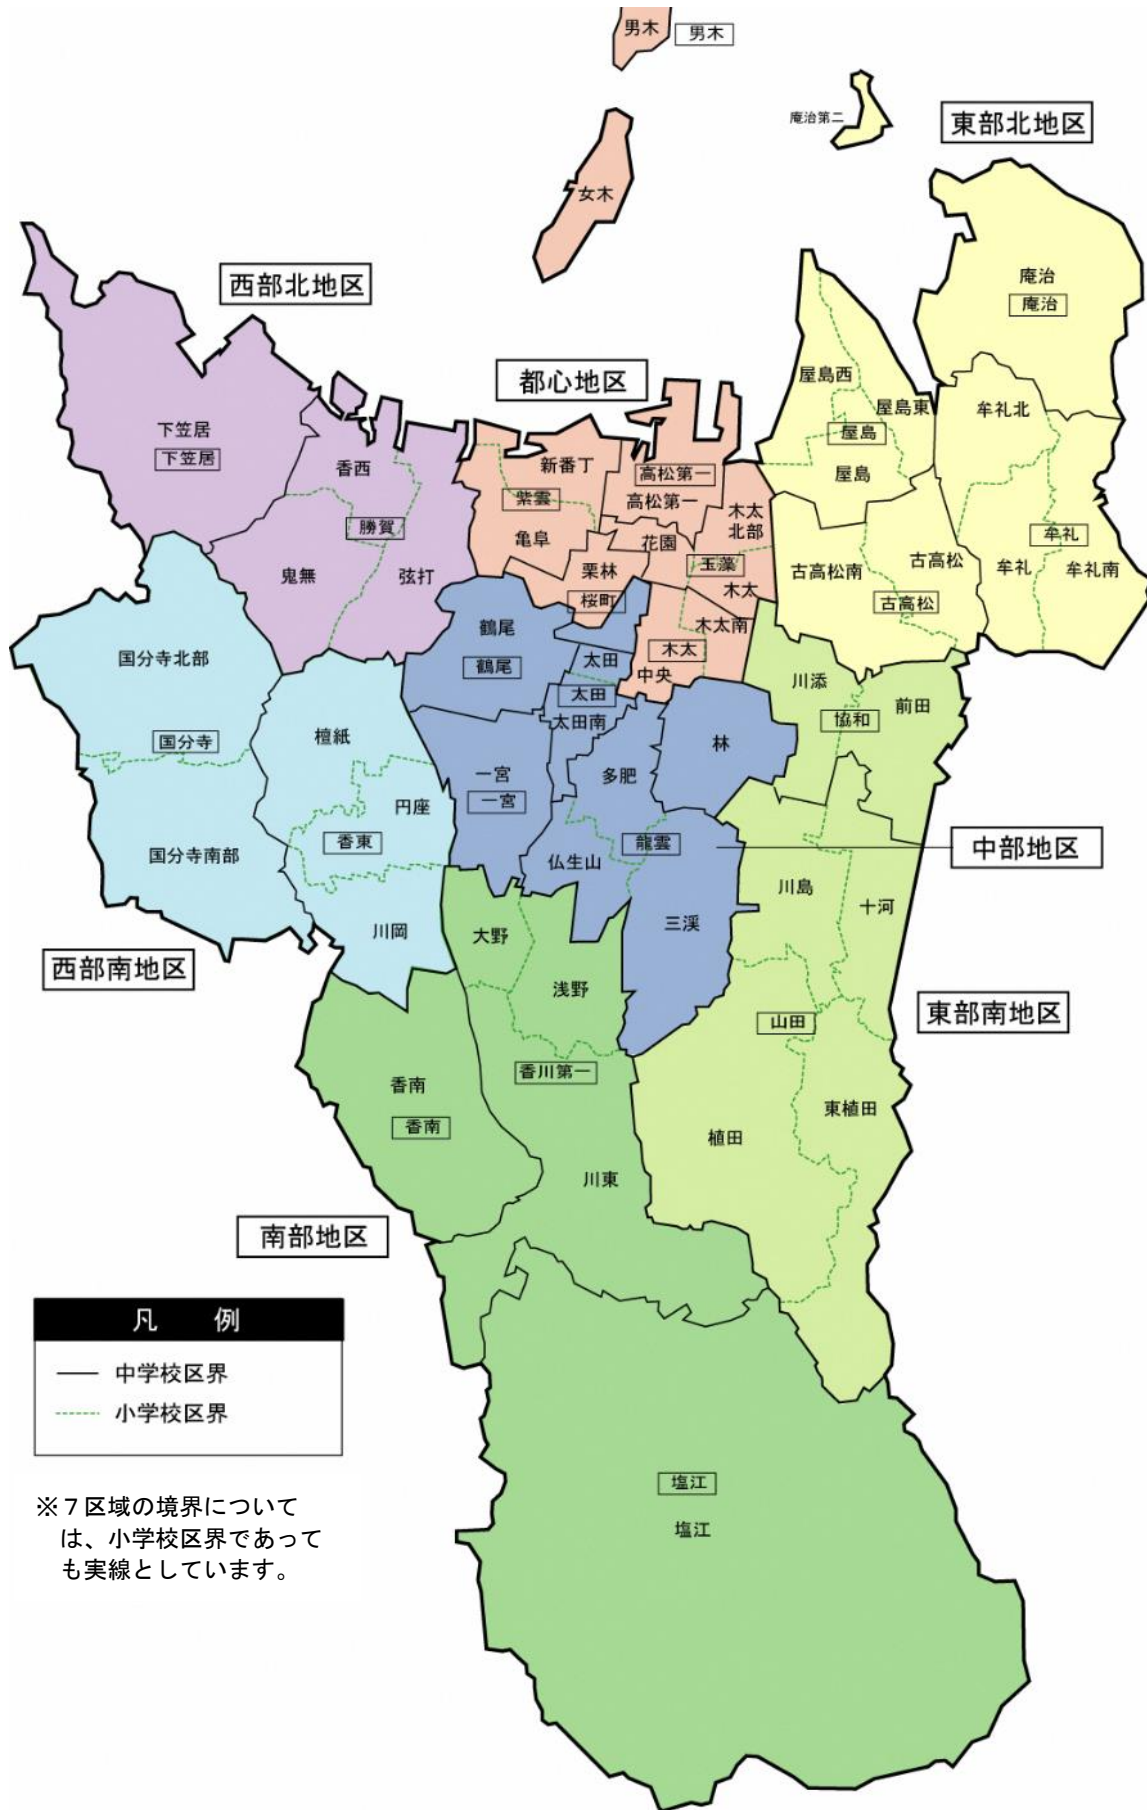 男木
男木
庵治第二
東部北地区
女木
西部北地区
庵治
庵治
都心地区
屋島西
屋島東
牟礼北
下笠居
下笠居
屋島
香西
新番丁
高松第一
屋島
紫雲
高松第一
木太
北部
勝賀
亀阜
花園
牟礼
鬼無
弦打
栗林
玉藻
古高松南
古高松
牟礼
牟礼南
桜町
木太
古高松
鶴尾
木太南
国分寺北部
鶴尾
太田
木太
中央
川添
太田
前田
国分寺
檀紙
太田南
林
協和
一宮
多肥
円座
一宮
香東
龍雲
中部地区
国分寺南部
仏生山
川島
三渓
十河
川岡
大野
西部南地区
浅野
山田
東部南地区
香川第一
香南
香南
東植田
植田
川東
南部地区
凡 例
中学校区界
小学校区界
塩江
塩江
※7区域の境界について
は、小学校区界であって
も実線としています。